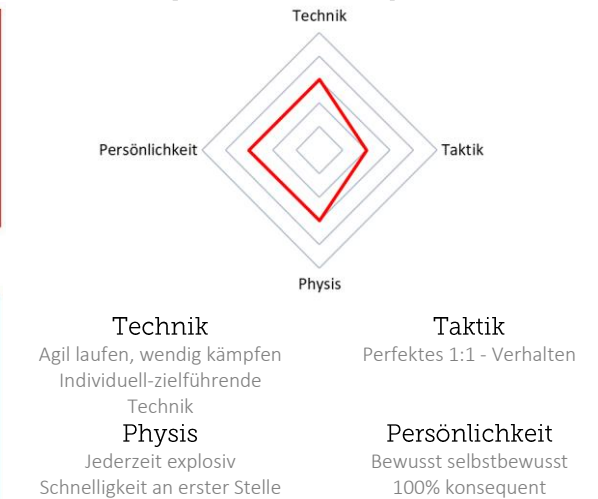 Technik
Persönlichkeit
Taktik
Physis
Technik
Agil laufen, wendig kämpfen
Individuell-zielführende
Technik
Taktik
Perfektes 1:1 - Verhalten
Physis
Jederzeit explosiv
Schnelligkeit an erster Stelle
Persönlichkeit
Bewusst selbstbewusst
100% konsequent